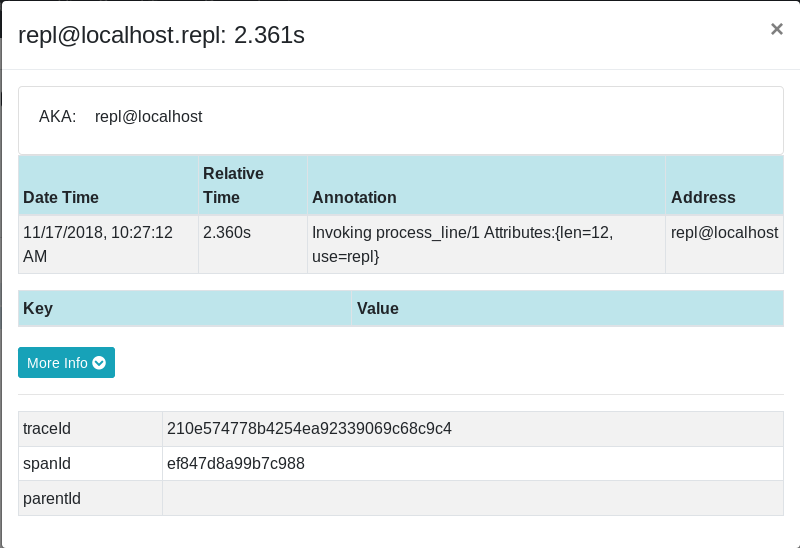 repl@localhost.repl: 2.361s
×
AKA: repl@localhost
Date Time Relative Time Annotation Address
11/17/2018, 10:27:12 AM 2.360s Invoking process_line/1 Attributes:{len=12, use=repl} repl@localhost
Key Value
More Info
traceId 210e574778b4254ea92339069c68c9c4
spanId ef847d8a99b7c988
parentId